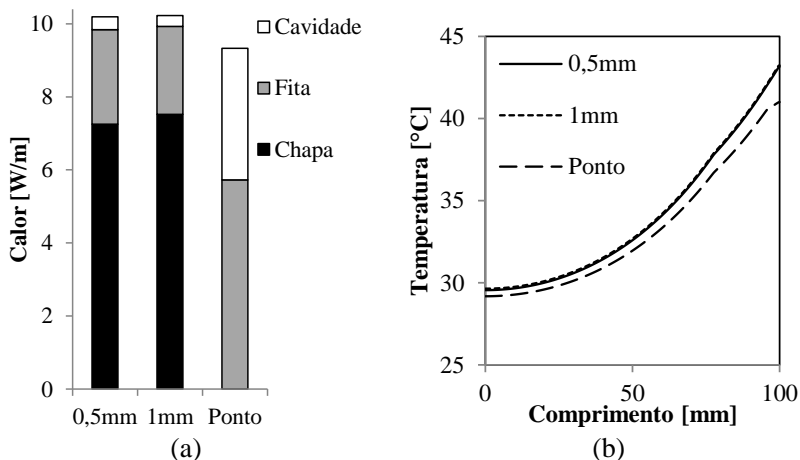 Calor [W/m]
10
8
6
4
2
0
Cavidade
Fita
Chapa
0,5mm 1mm Ponto
(a)
Temperatura [°C]
45
40
35
30
25
0,5mm
1mm
Ponto
0 50 100
Comprimento [mm]
(b)